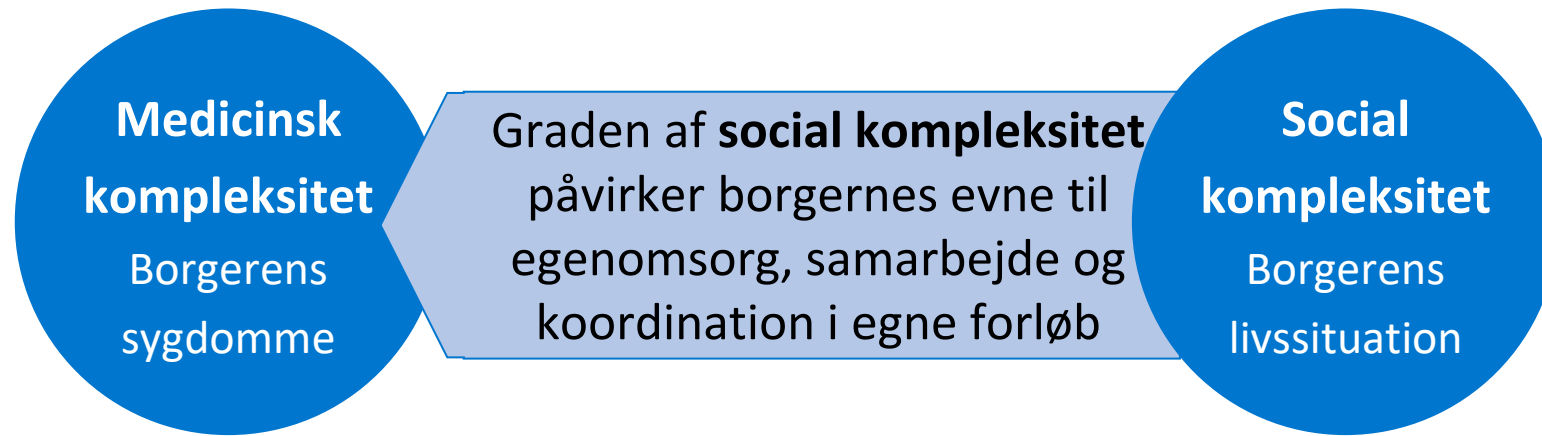 Medicinsk
kompleksitet
Borgerens
sygdomme
Graden af social kompleksitet
påvirker borgernes evne til
egenomsorg, samarbejde og
koordination i egne forløb
Social
kompleksitet
Borgerens
livssituation